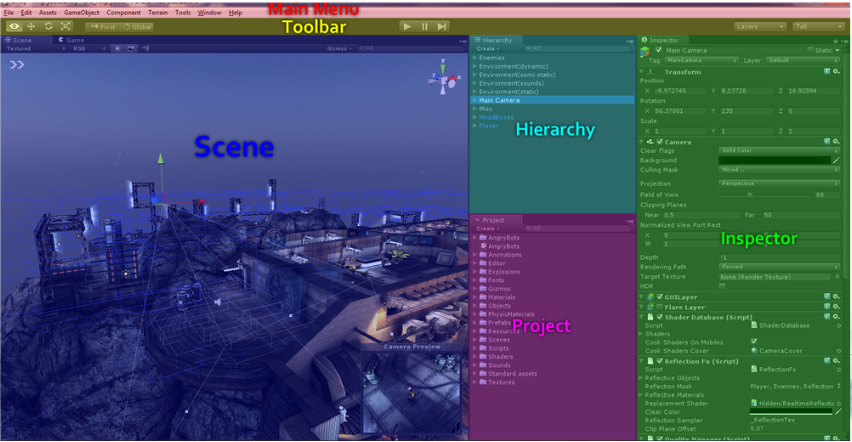 Main Menu
File Edit Assets GameObject Component Terrain Tools Window Help
Toolbar
Pivot Global
Layers
Tall
Scene Game
Textured RGB
Gizmos All
Scene
y
Camera Preview
Hierarchy
Create All
Enemies
Environment(dynamic)
Environment(semi-static)
Environment(sounds)
Environment(static)
Main Camera
Misc
MoodBoxes
Player
Hierarchy
Project
Create All
AngryBots
AngryBots
Animations
Editor
Explosions
Fonts
Gizmos
Materials
Objects
PhysicMaterials
Prefabs
Resources
Scenes
Scripts
Shaders
Sounds
Standard assets
Textures
Project
Inspector
Main Camera Static
Tag MainCamera Layer Default
Transform
Position
X -9.972745 Y 8.13728 Z 16.92094
Rotation
X 56.37001 Y 135 Z 0
Scale
X 1 Y 1 Z 1
Camera
Clear Flags Solid Color
Background
Culling Mask Mixed ...
Projection Perspective
Field of View 60
Clipping Planes
Near 0.5 Far 50
Normalized View Port Rect
X 0
W 1
Inspector
Depth -1
Rendering Path Forward
Target Texture None (Render Texture)
HDR
GUILayer
Flare Layer
Shader Database (Script)
Script ShaderDatabase
Shaders
Cook Shaders On Mobiles
Cook Shaders Cover CameraCover
Reflection Fx (Script)
Script ReflectionFx
Reflective Objects
Reflection Mask Player, Enemies, Reflection
Reflective Materials
Replacement Shader Hidden/RealtimeReflectic
Clear Color
Reflection Sampler _ReflectionTex
Clip Plane Offset 0.07
Quality Manager (Script)